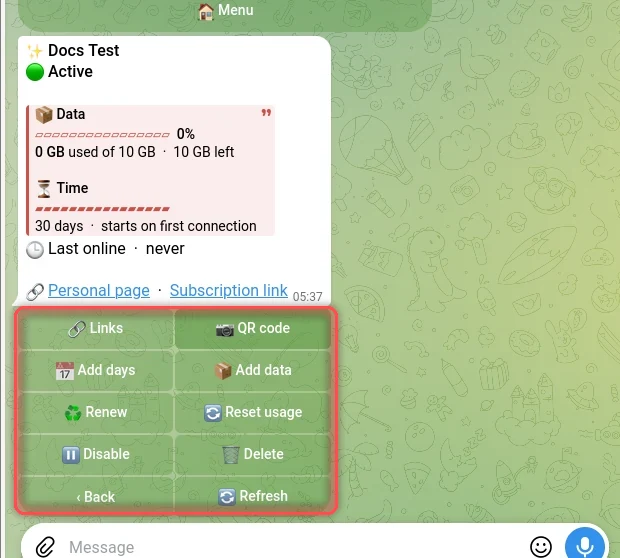 Menu
Docs Test
Active
Data
0%
0 GB used of 10 GB · 10 GB left
Time
30 days · starts on first connection
Last online · never
Personal page · Subscription link 05:37
Links
QR code
17 Add days
Add data
Renew
Reset usage
Disable
Delete
‹ Back
Refresh
Message